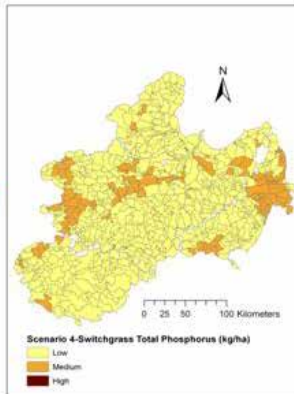 N
0 25 50 100 Kilometers
Scenario 4-Switchgrass Total Phosphorus (kg/ha)
Low
Medium
High